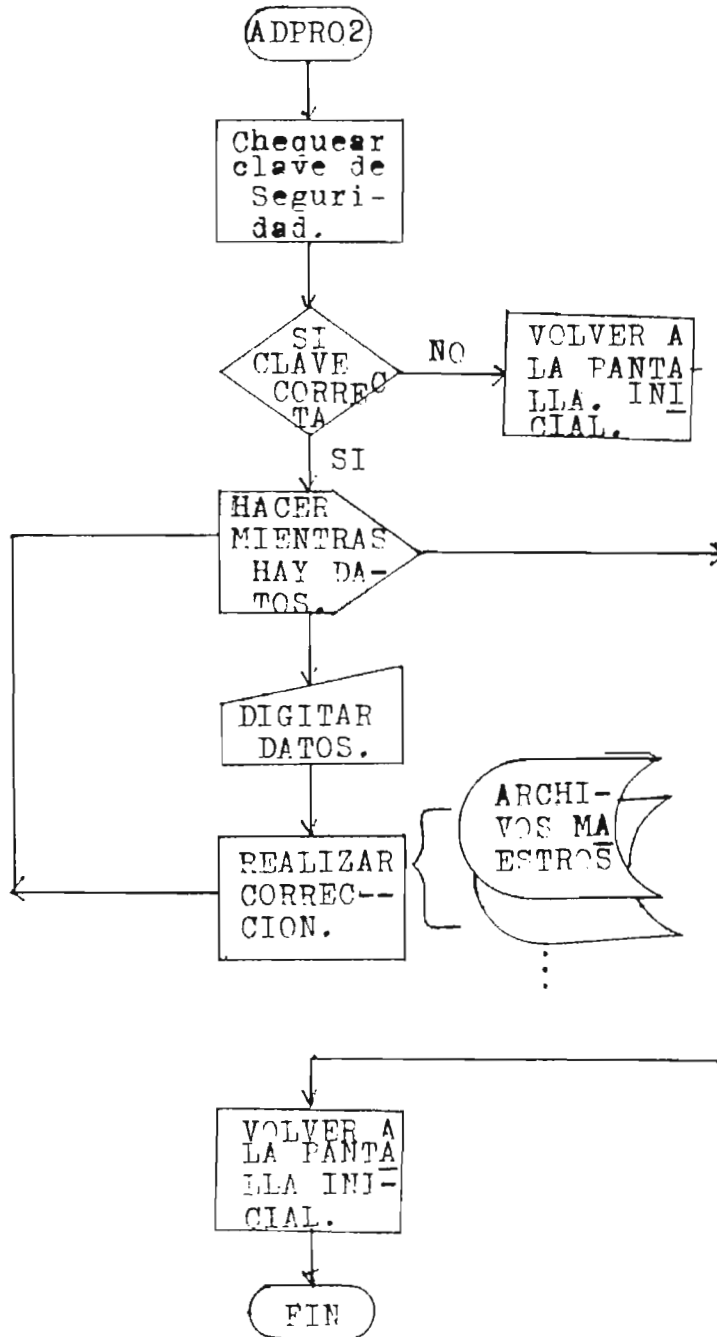 ADPRO2
Chequear
clave de
Seguri-
dad.
SI
CLAVE
CORREC
TA
NO
VOLVER A
LA PANTA
LLA. INI
CIAL.
SI
HACER
MIENTRAS
HAY DA-
TOS.
DIGITAR
DATOS.
ARCHI-
VOS MA
ESTROS
REALIZAR
CORREC--
CION.
VOLVER A
LA PANTA
LLA INI-
CIAL.
FIN